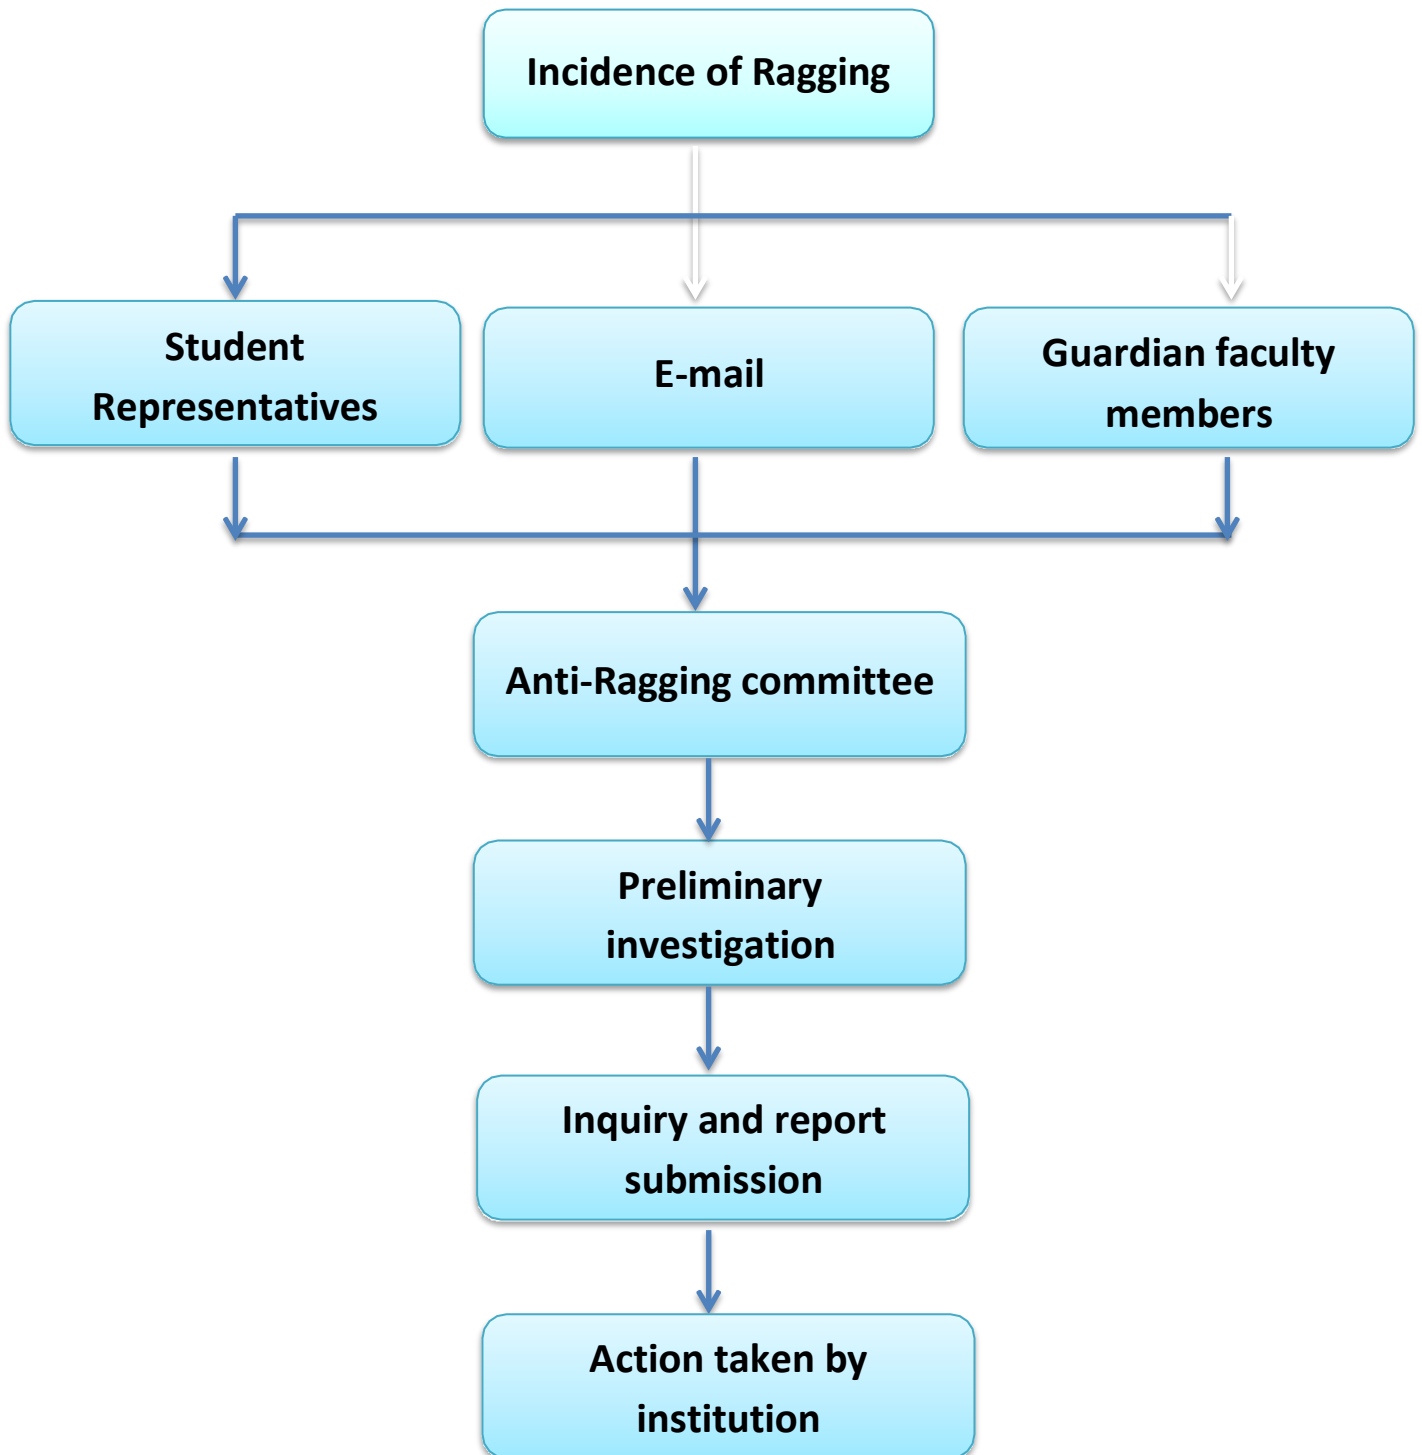 Incidence of Ragging
Student
Representatives
E-mail
Guardian faculty
members
Anti-Ragging committee
Preliminary
investigation
Inquiry and report
submission
Action taken by
institution